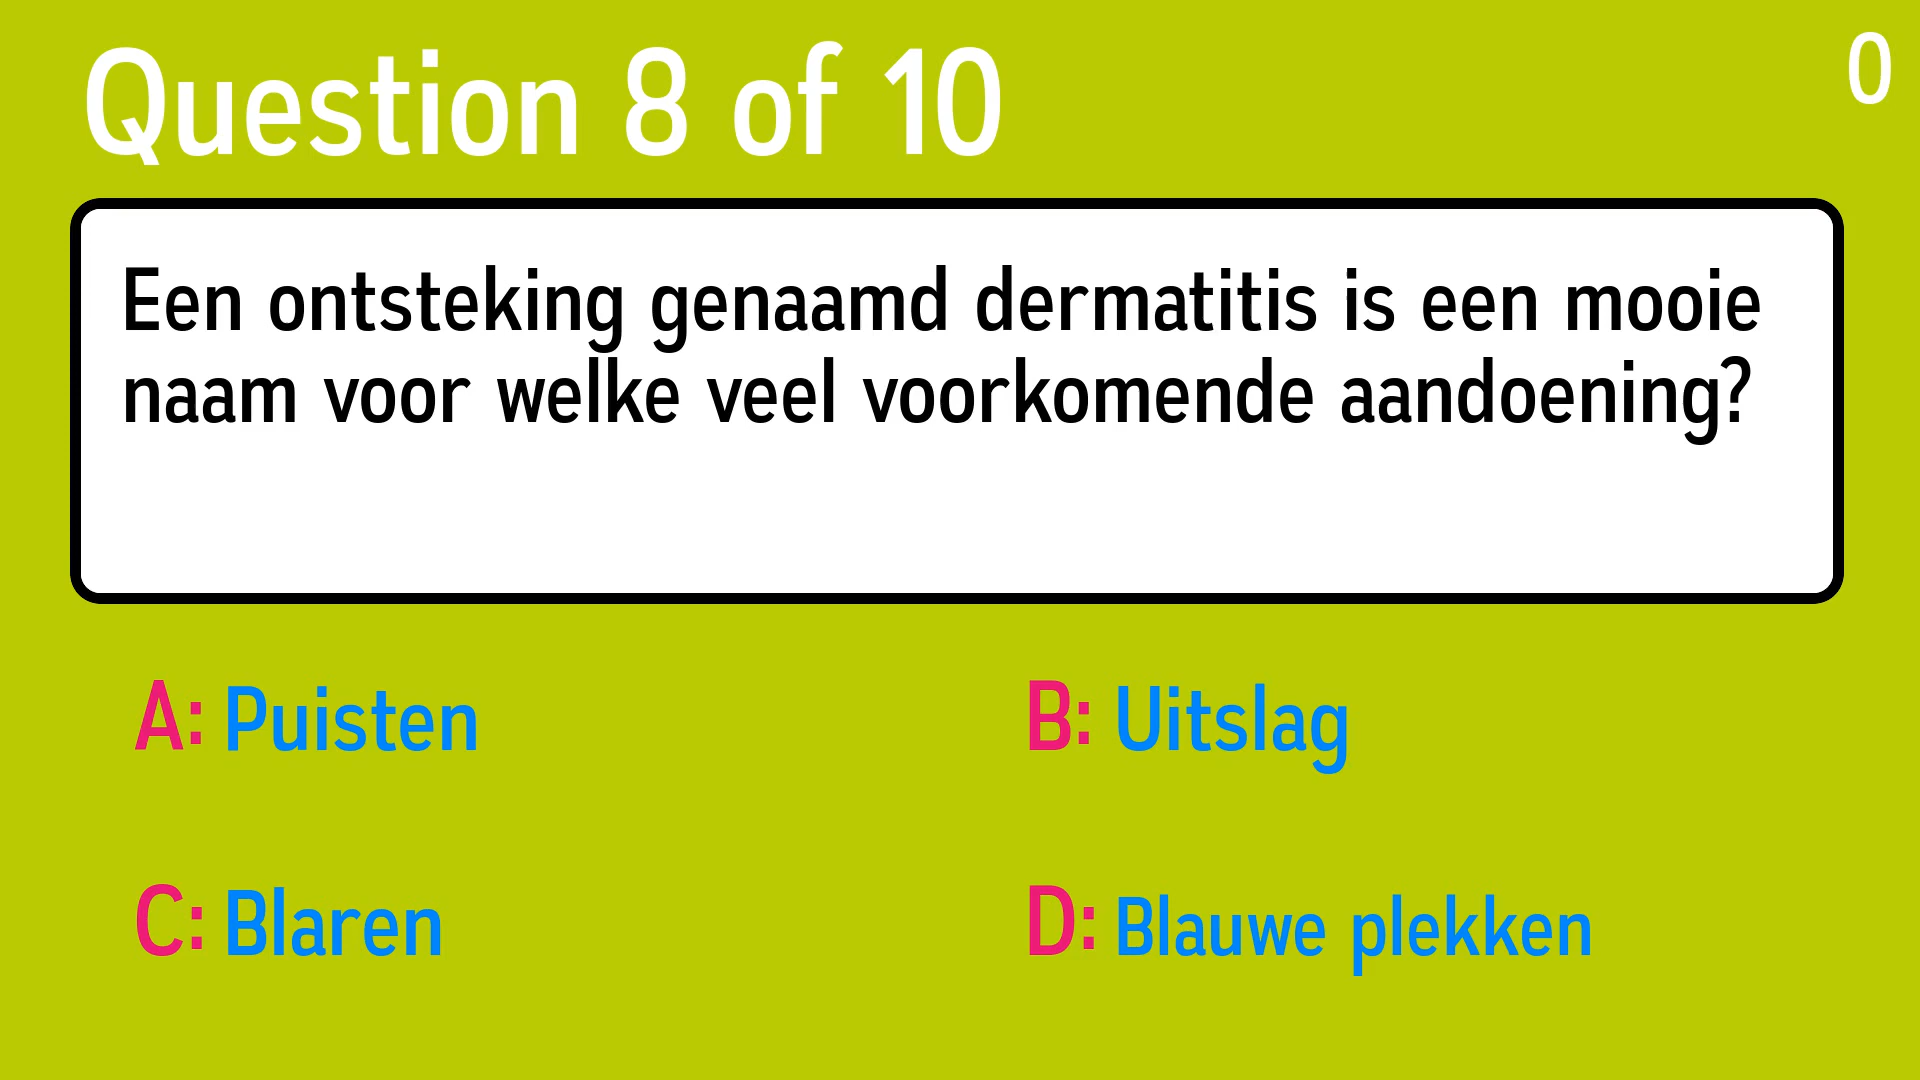 Question 8 of 10
0
Een ontsteking genaamd dermatitis is een mooie
naam voor welke veel voorkomende aandoening?
A: Puisten
B: Uitslag
C: Blaren
D: Blauwe plekken